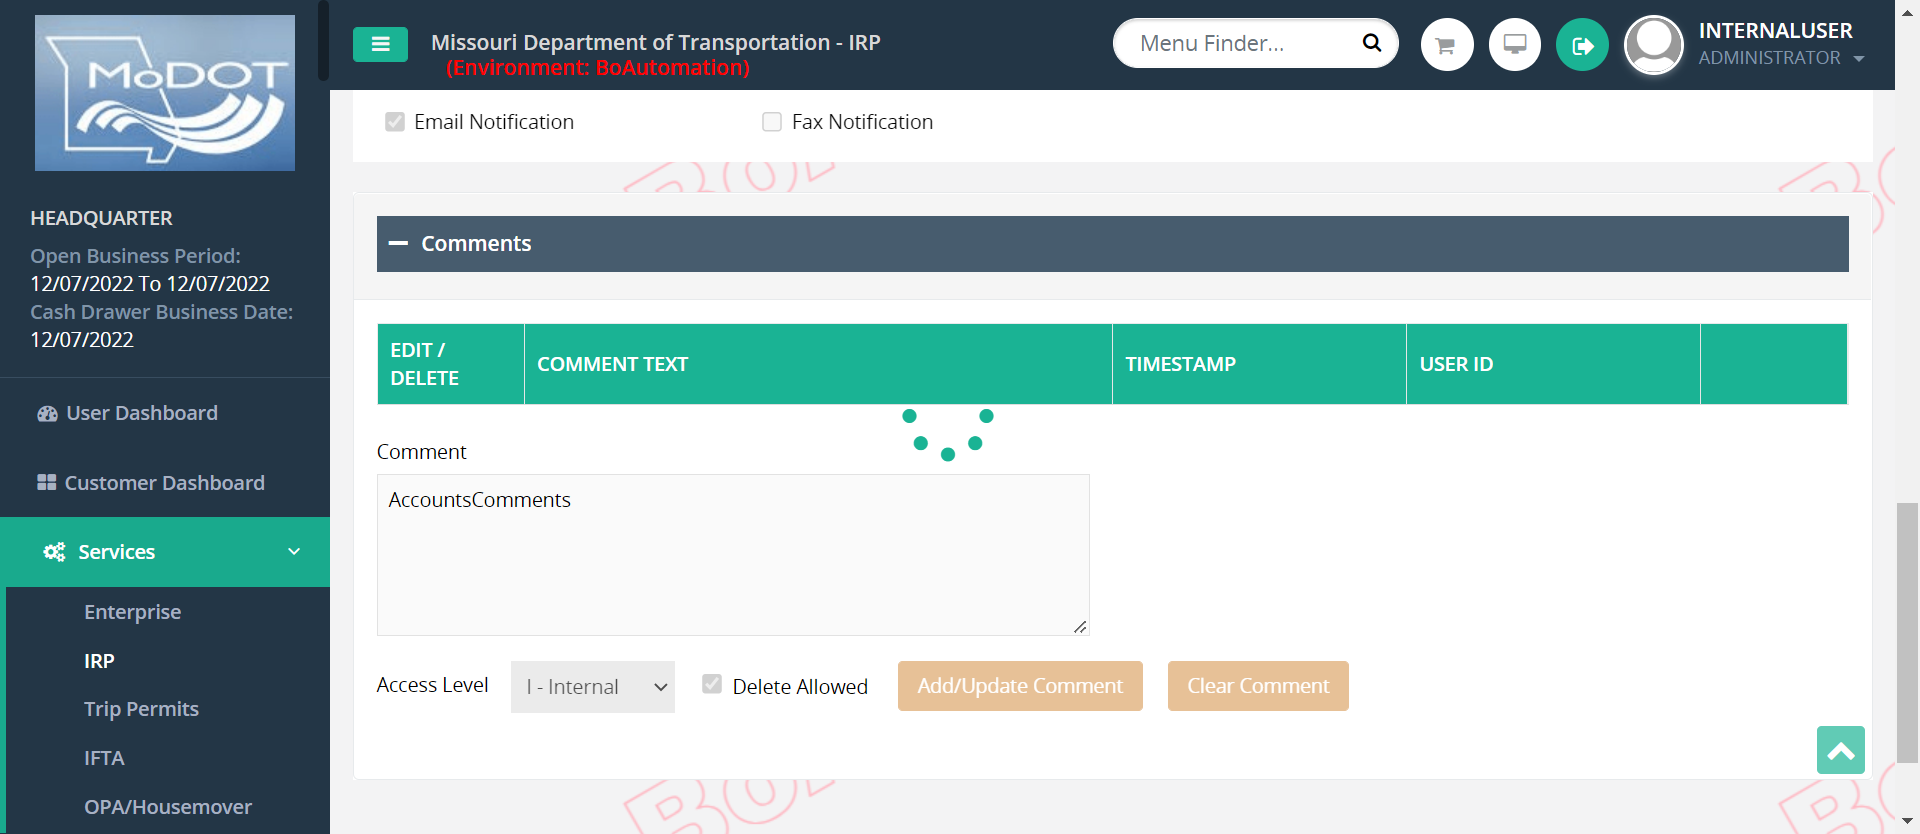 MoDOT
Missouri Department of Transportation - IRP
(Environment: BoAutomation)
Menu Finder...
INTERNALUSER
ADMINISTRATOR
HEADQUARTER
Open Business Period:
12/07/2022 To 12/07/2022
Cash Drawer Business Date:
12/07/2022
User Dashboard
Customer Dashboard
Services
Enterprise
IRP
Trip Permits
IFTA
OPA/Housemover
Email Notification
Fax Notification
Comments
EDIT /
DELETE
COMMENT TEXT
TIMESTAMP
USER ID
Comment
AccountsComments
Access Level
I - Internal
Delete Allowed
Add/Update Comment
Clear Comment